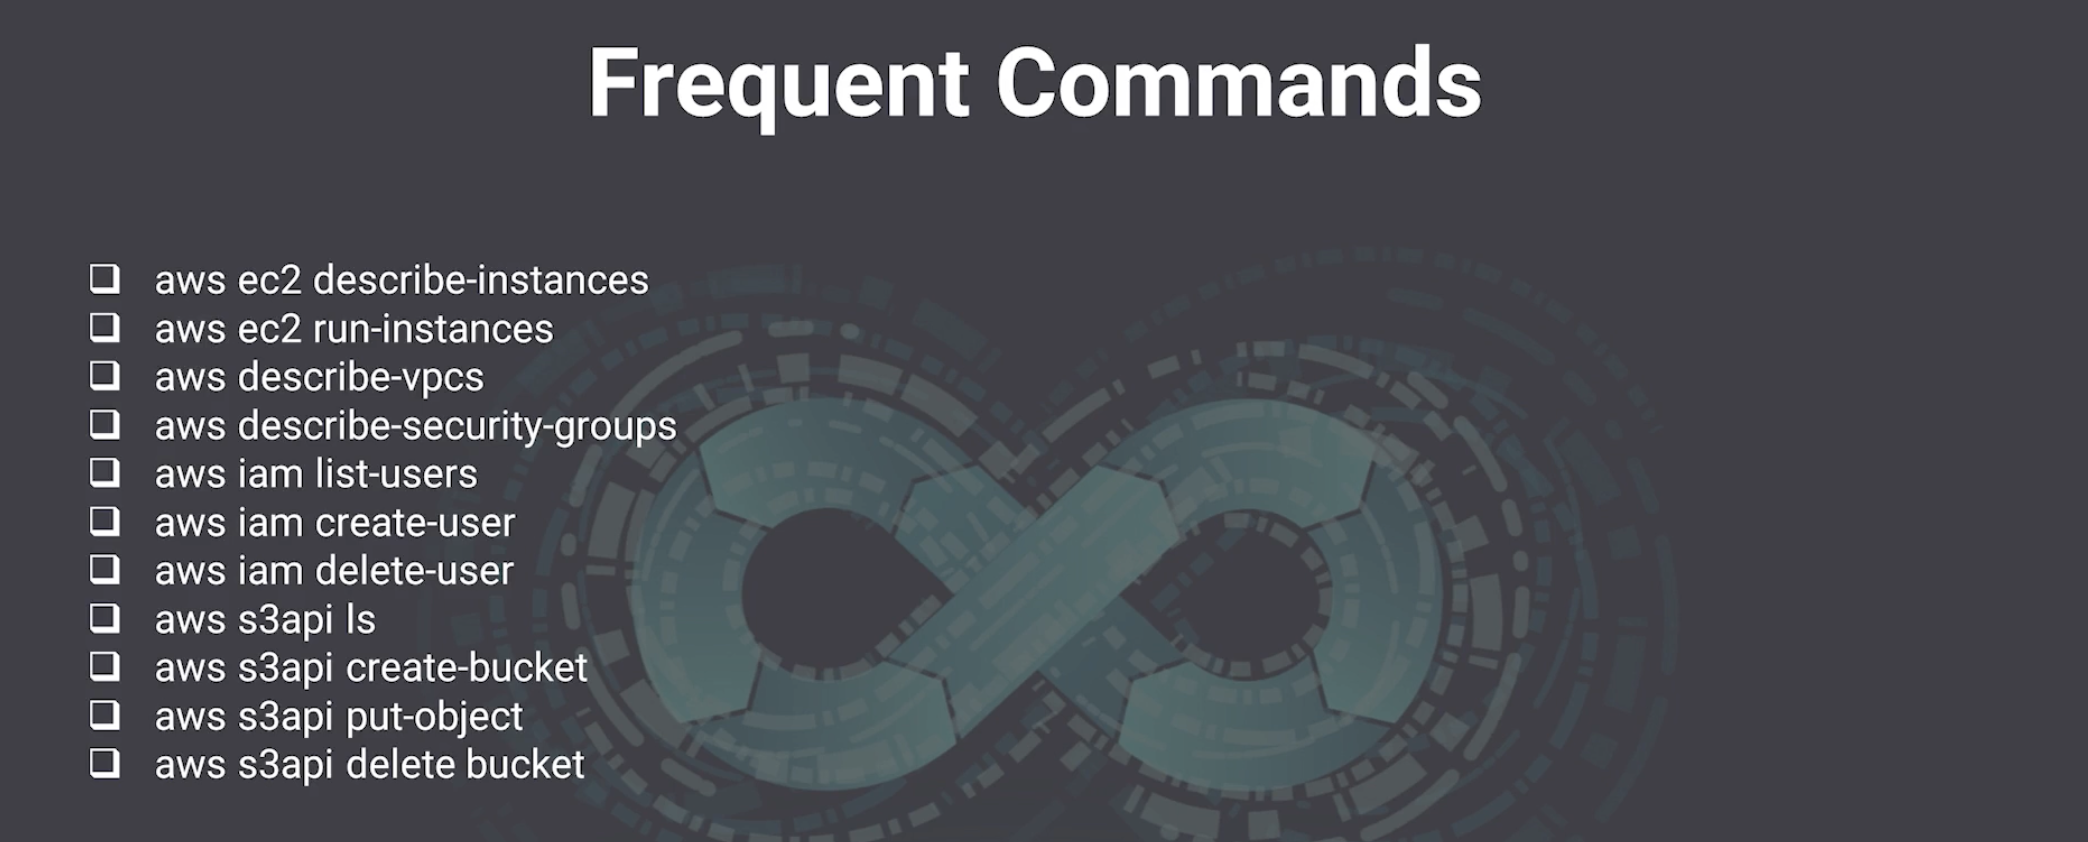 Frequent Commands
❑ aws ec2 describe-instances
❑ aws ec2 run-instances
❑ aws describe-vpcs
❑ aws describe-security-groups
❑ aws iam list-users
❑ aws iam create-user
❑ aws iam delete-user
❑ aws s3api ls
❑ aws s3api create-bucket
❑ aws s3api put-object
❑ aws s3api delete bucket